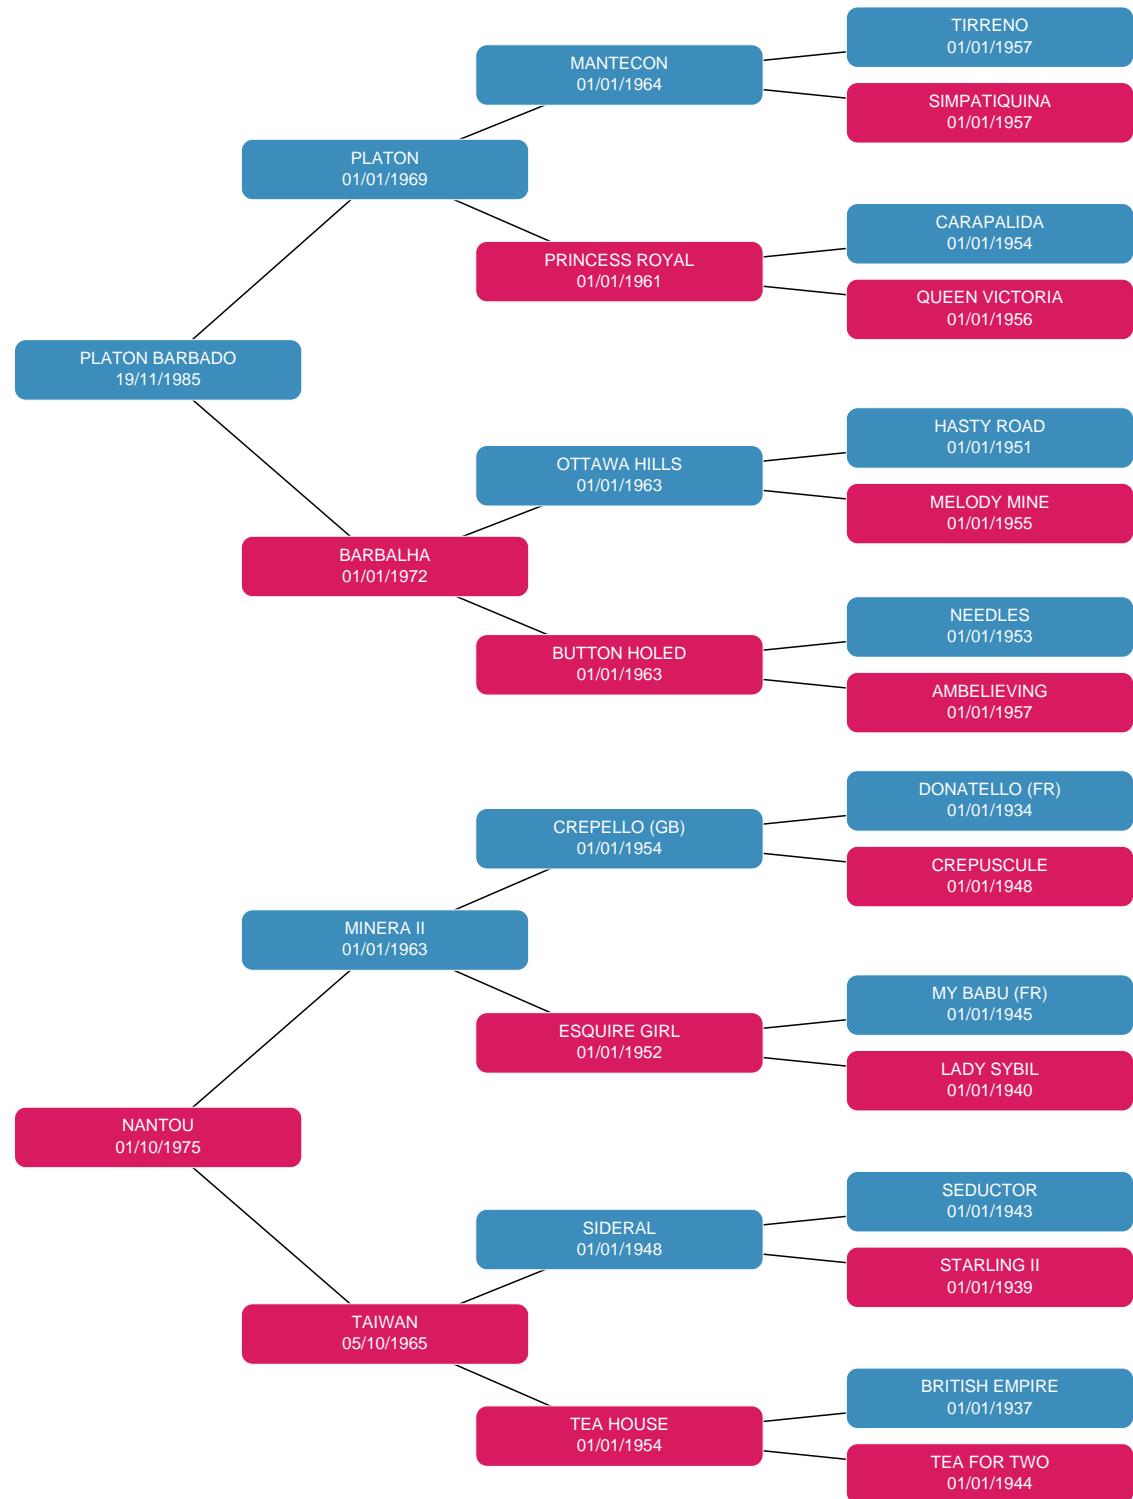 TIRRENO
01/01/1957
MANTECON
01/01/1964
SIMPATIQUINA
01/01/1957
PLATON
01/01/1969
CARAPALIDA
01/01/1954
PRINCESS ROYAL
01/01/1961
QUEEN VICTORIA
01/01/1956
PLATON BARBADO
19/11/1985
HASTY ROAD
01/01/1951
OTTAWA HILLS
01/01/1963
MELODY MINE
01/01/1955
BARBALHA
01/01/1972
NEEDLES
01/01/1953
BUTTON HOLED
01/01/1963
AMBELIEVING
01/01/1957
DONATELLO (FR)
01/01/1934
CREPELLO (GB)
01/01/1954
CREPUSCULE
01/01/1948
MINERA II
01/01/1963
MY BABU (FR)
01/01/1945
ESQUIRE GIRL
01/01/1952
LADY SYBIL
01/01/1940
NANTOU
01/10/1975
SEDUCTOR
01/01/1943
SIDERAL
01/01/1948
STARLING II
01/01/1939
TAIWAN
05/10/1965
BRITISH EMPIRE
01/01/1937
TEA HOUSE
01/01/1954
TEA FOR TWO
01/01/1944